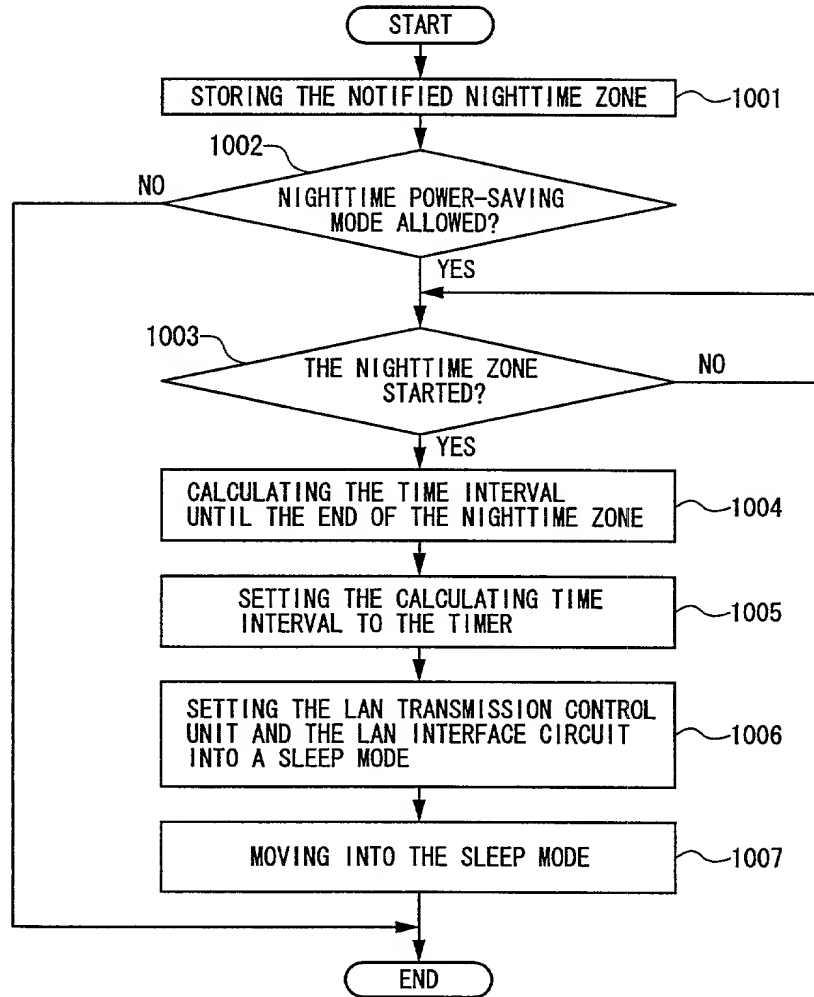 START
STORING THE NOTIFIED NIGHTTIME ZONE
1001
1002
NO
NIGHTTIME POWER-SAVING
MODE ALLOWED?
YES
1003
THE NIGHTTIME ZONE
STARTED?
NO
YES
CALCULATING THE TIME INTERVAL
UNTIL THE END OF THE NIGHTTIME ZONE
1004
SETTING THE CALCULATING TIME
INTERVAL TO THE TIMER
1005
SETTING THE LAN TRANSMISSION CONTROL
UNIT AND THE LAN INTERFACE CIRCUIT
INTO A SLEEP MODE
1006
MOVING INTO THE SLEEP MODE
1007
END